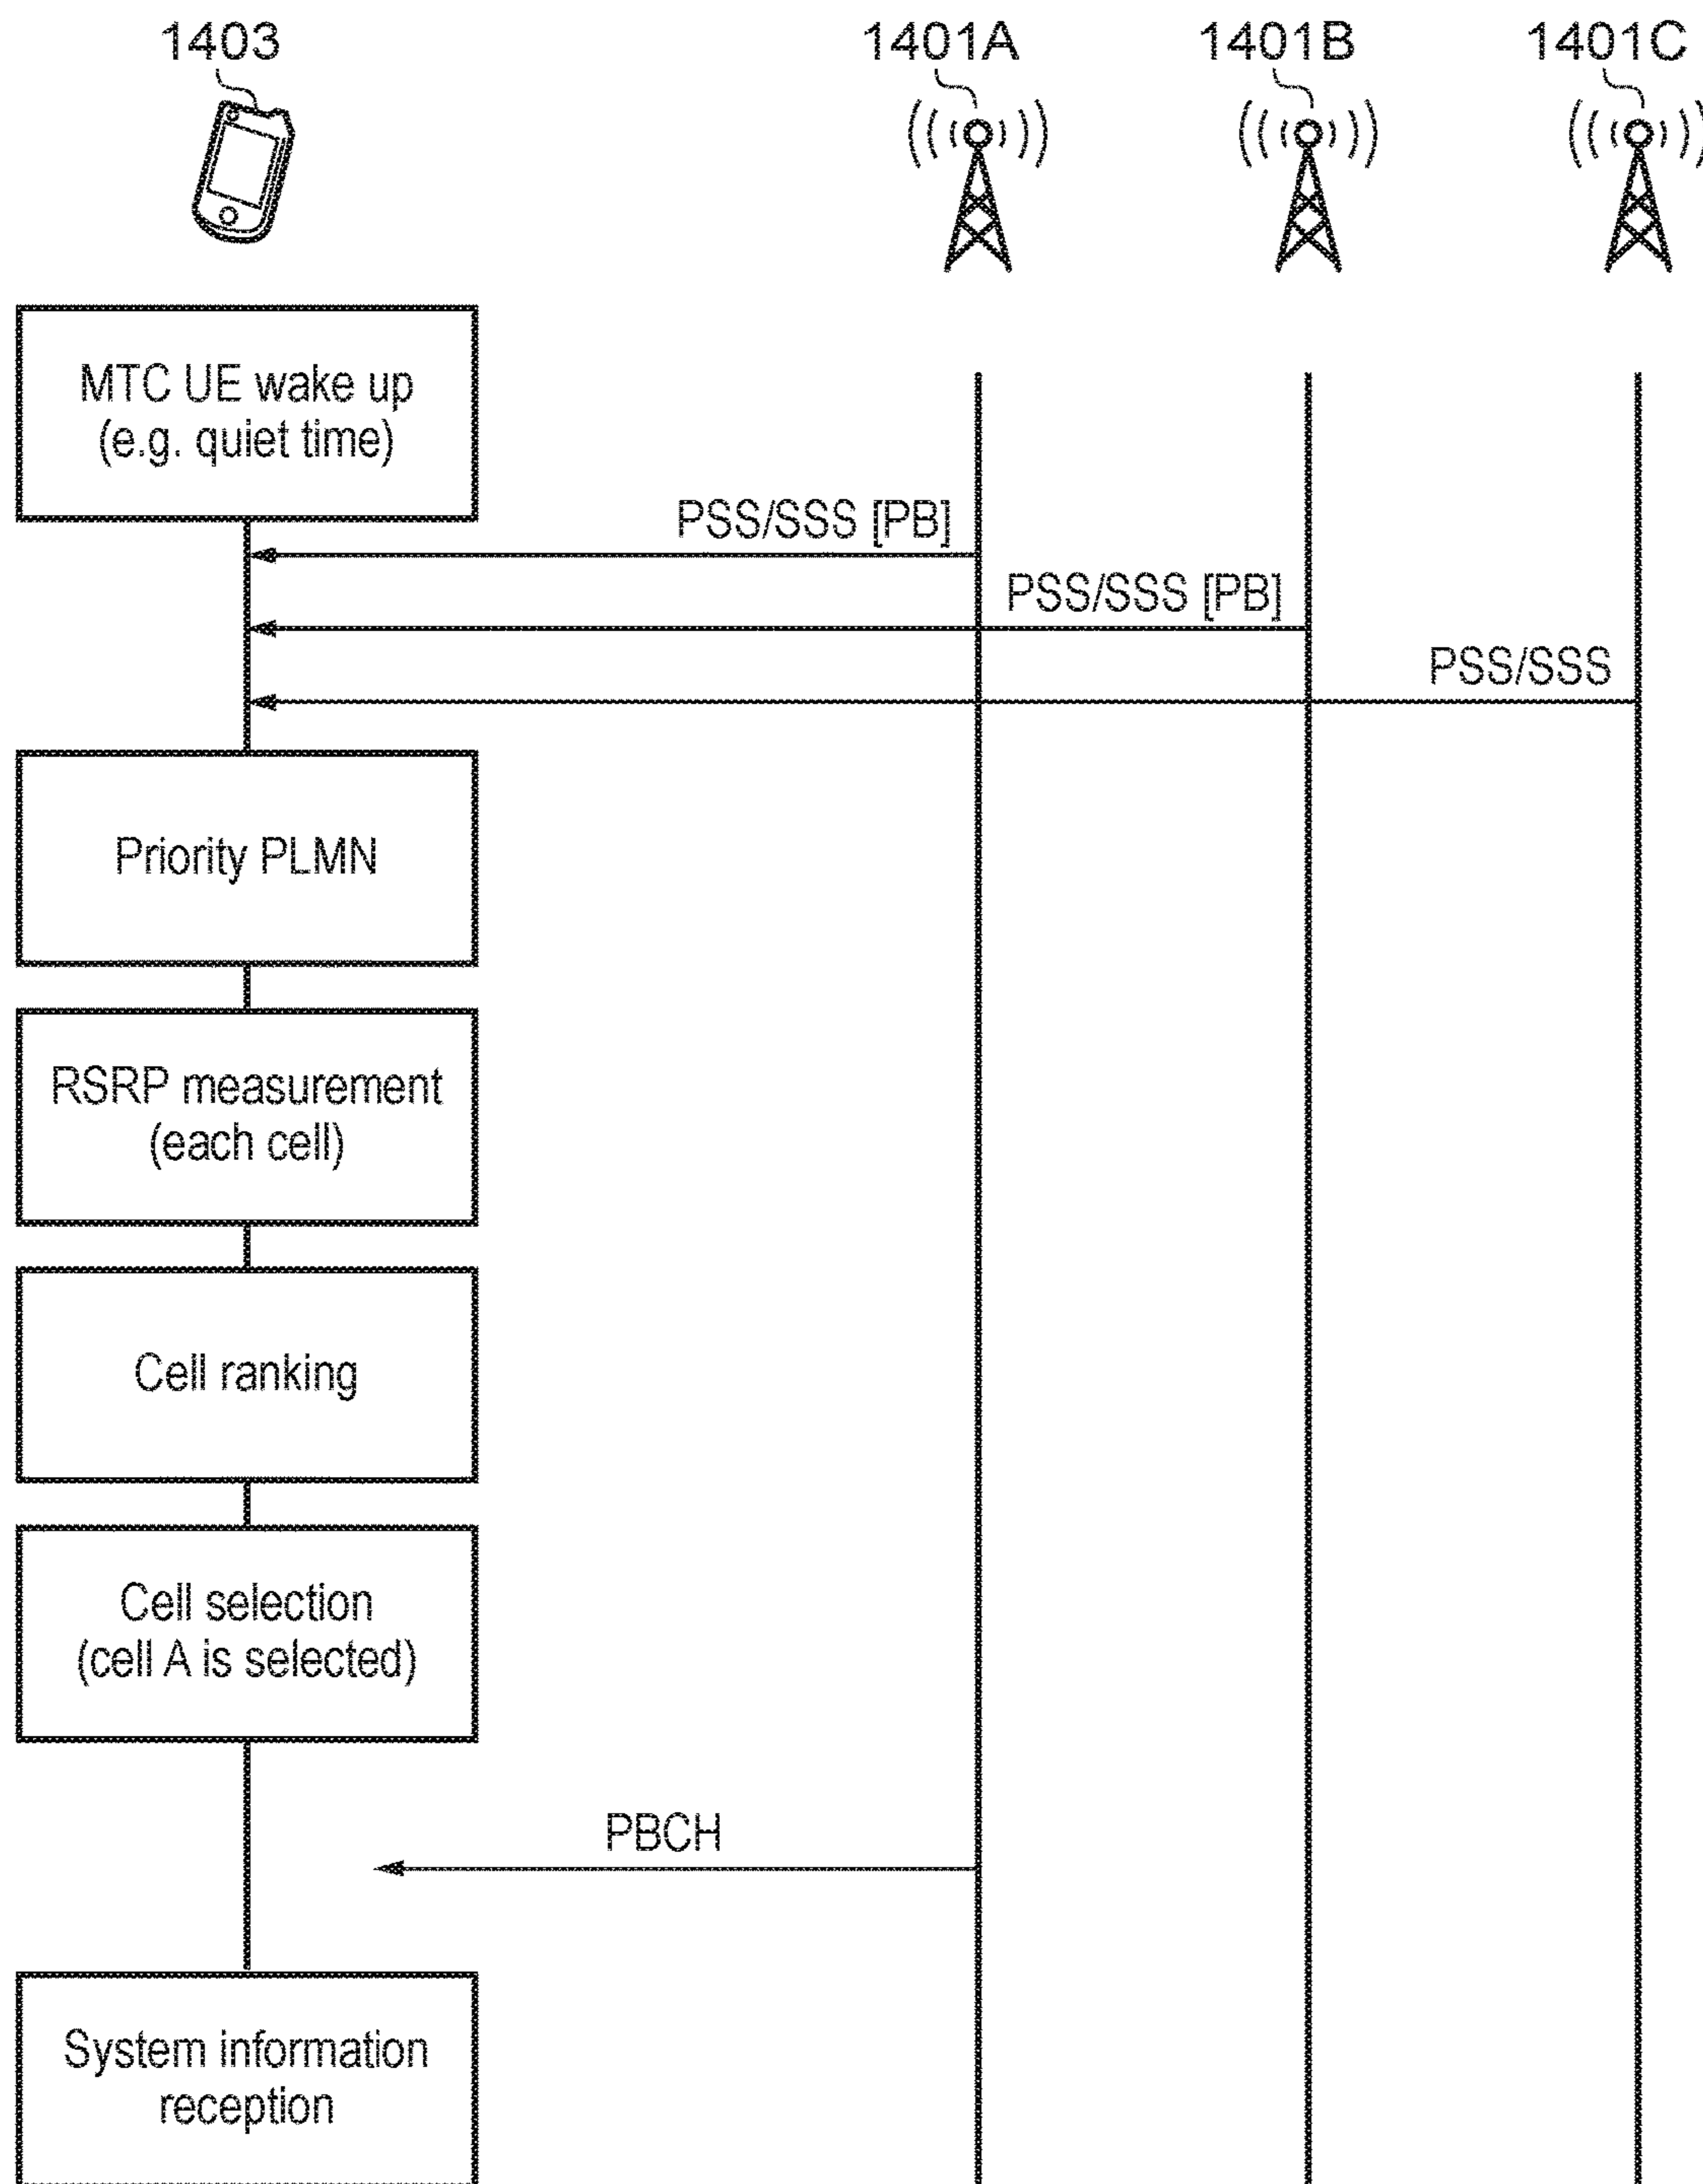 1403
1401A
1401B
1401C
MTC UE wake up
(e.g. quiet time)
PSS/SSS [PB]
PSS/SSS [PB]
PSS/SSS
Priority PLMN
RSRP measurement
(each cell)
Cell ranking
Cell selection
(cell A is selected)
PBCH
System information
reception